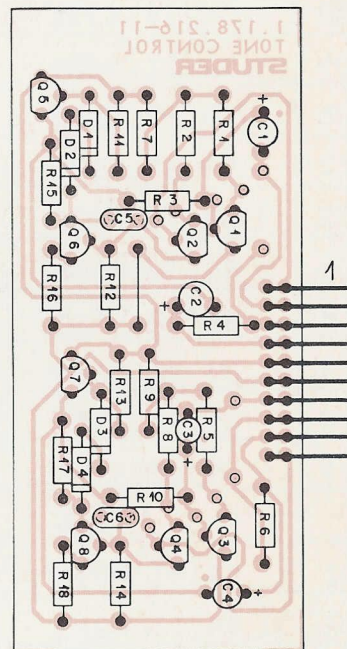 1.178.216-11
TONE CONTROL
STUDER
Q5
D2
D1
R11
R7
R2
R1
+
C1
R15
R3
C5
Q6
Q2
Q1
R16
R12
C2
+
R4
1
Q7
R13
R9
R8
C3
R5
+
D3
R17
D4
R10
C6
R6
Q8
Q4
Q3
R18
R14
C4
+